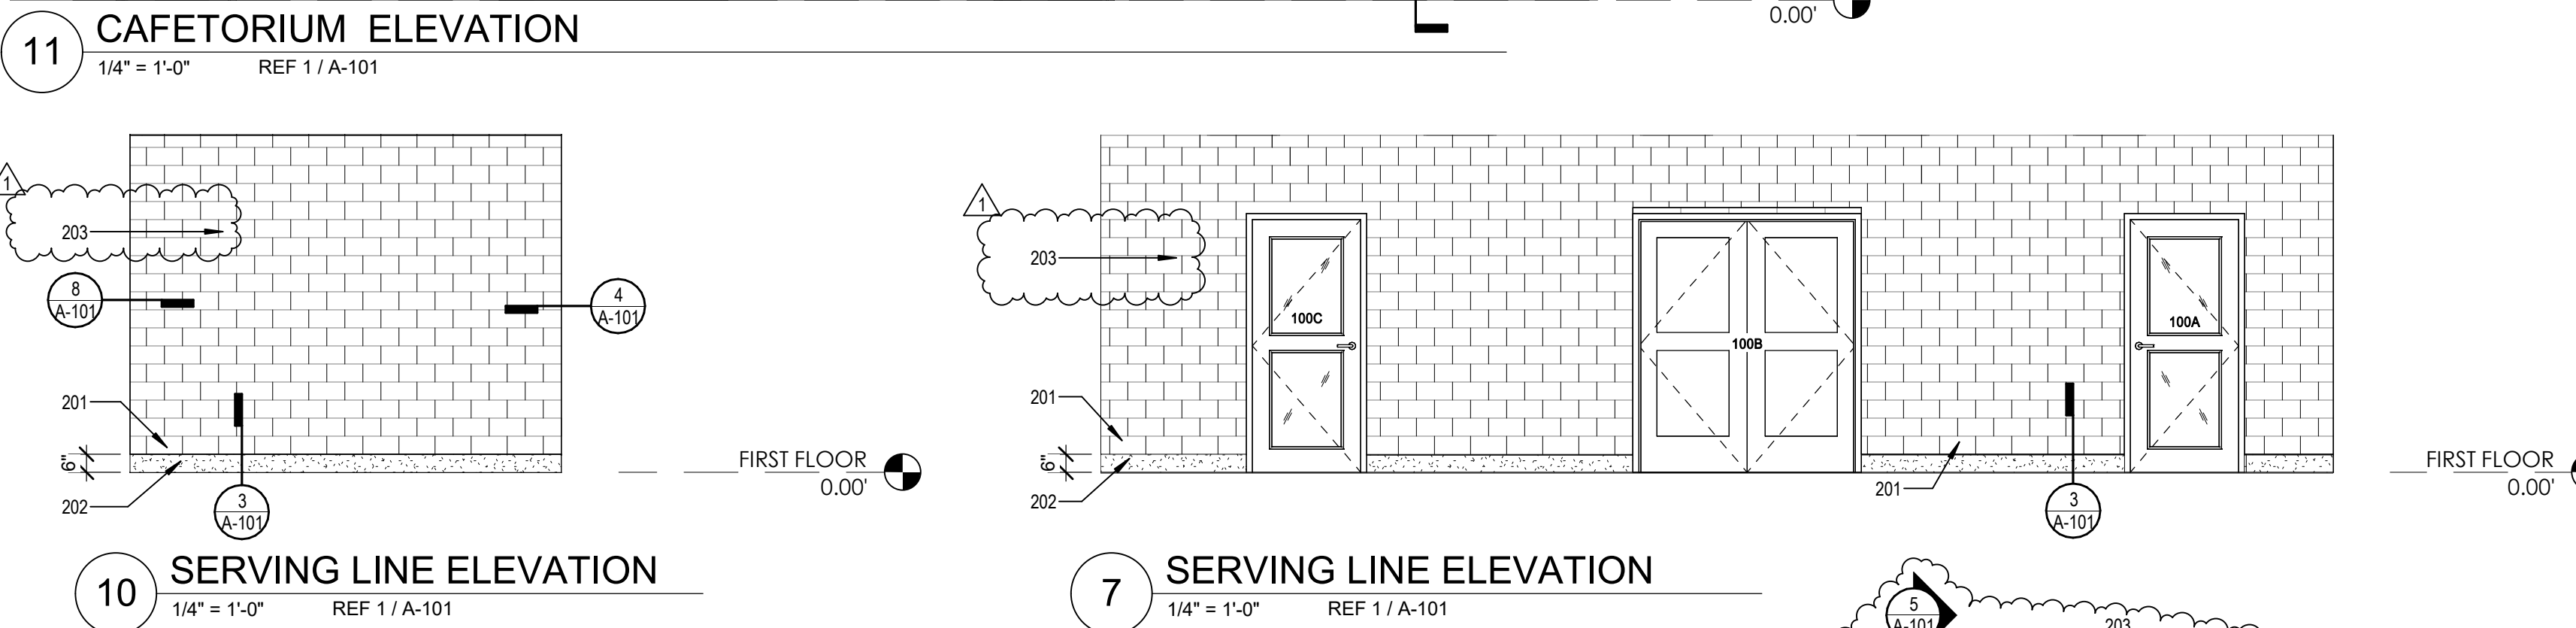 0.00'
11 CAFETORIUM ELEVATION
1/4" = 1'-0" REF 1 / A-101
1
203
8
A-101
4
A-101
201
6"
202
3
A-101
FIRST FLOOR
0.00'
10 SERVING LINE ELEVATION
1/4" = 1'-0" REF 1 / A-101
1
203
100C
100B
100A
201
6"
202
201
3
A-101
FIRST FLOOR
0.00'
7 SERVING LINE ELEVATION
1/4" = 1'-0" REF 1 / A-101
5
A-101
203